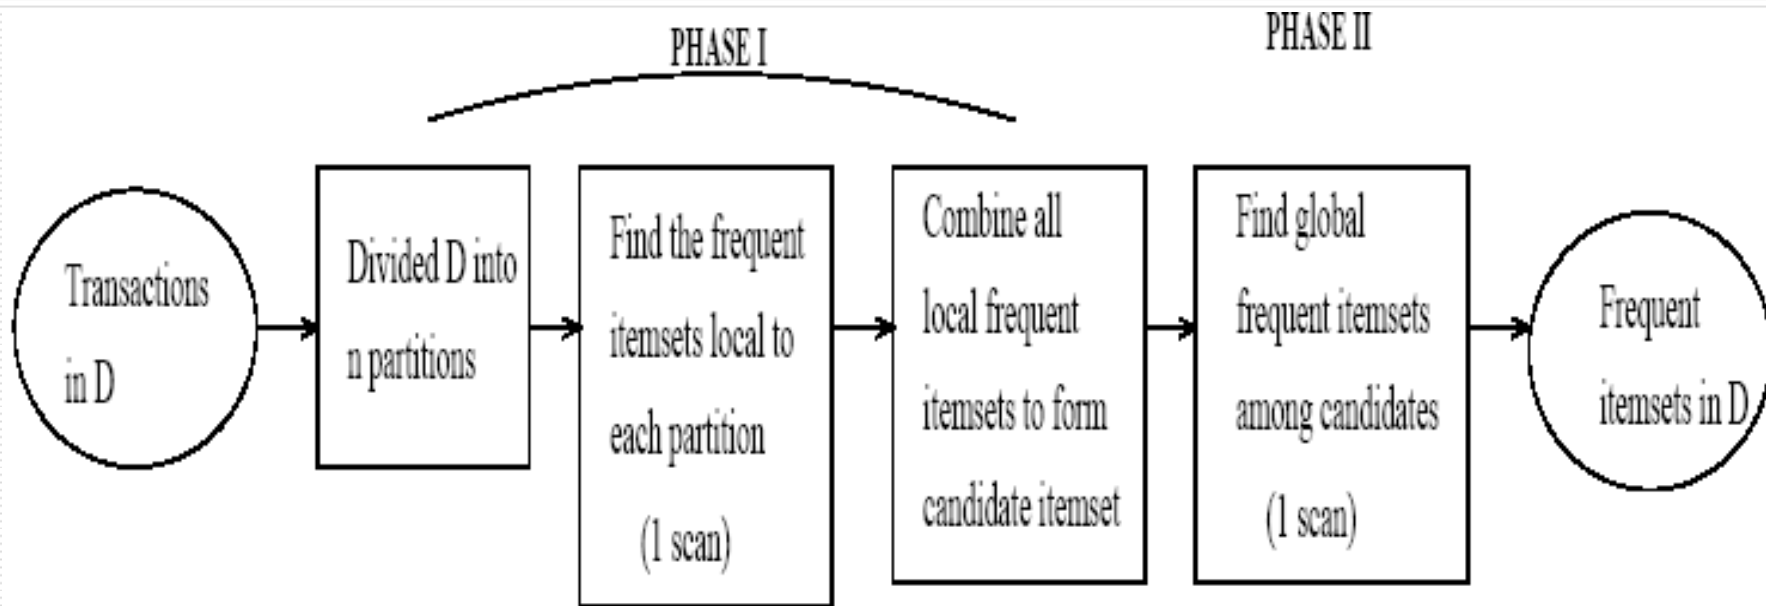 PHASE I
PHASE II
Transactions
in D
Divided D into
n partitions
Find the frequent
itemsets local to
each partition
(1 scan)
Combine all
local frequent
itemsets to form
candidate itemset
Find global
frequent itemsets
among candidates
(1 scan)
Frequent
itemsets in D